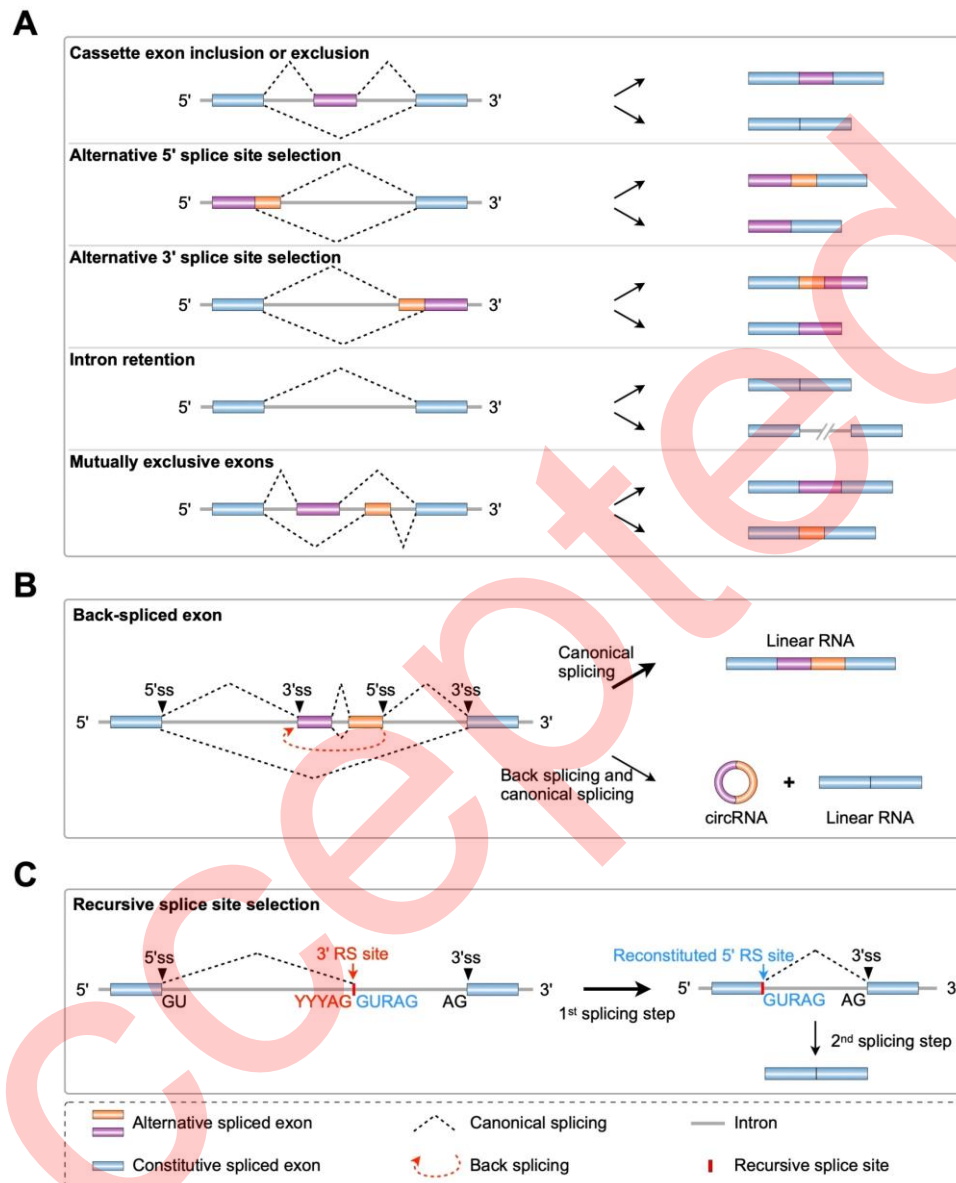 A
Cassette exon inclusion or exclusion
5' 3'
Alternative 5' splice site selection
5' 3'
Alternative 3' splice site selection
5' 3'
Intron retention
5' 3'
Mutually exclusive exons
5' 3'
B
Back-spliced exon
Canonical
splicing
Linear RNA
5'ss 3'ss 5'ss 3'ss
5' 3'
Back splicing and
canonical splicing
+
circRNA Linear RNA
C
Recursive splice site selection
5'ss 3' RS site 3'ss
5' 3'
GU YYYAG GURAG AG
1st splicing step
Reconstituted 5' RS site 3'ss
5' 3'
GURAG AG
2nd splicing step
Alternative spliced exon Canonical splicing Intron
Constitutive spliced exon Back splicing Recursive splice site
ccepted